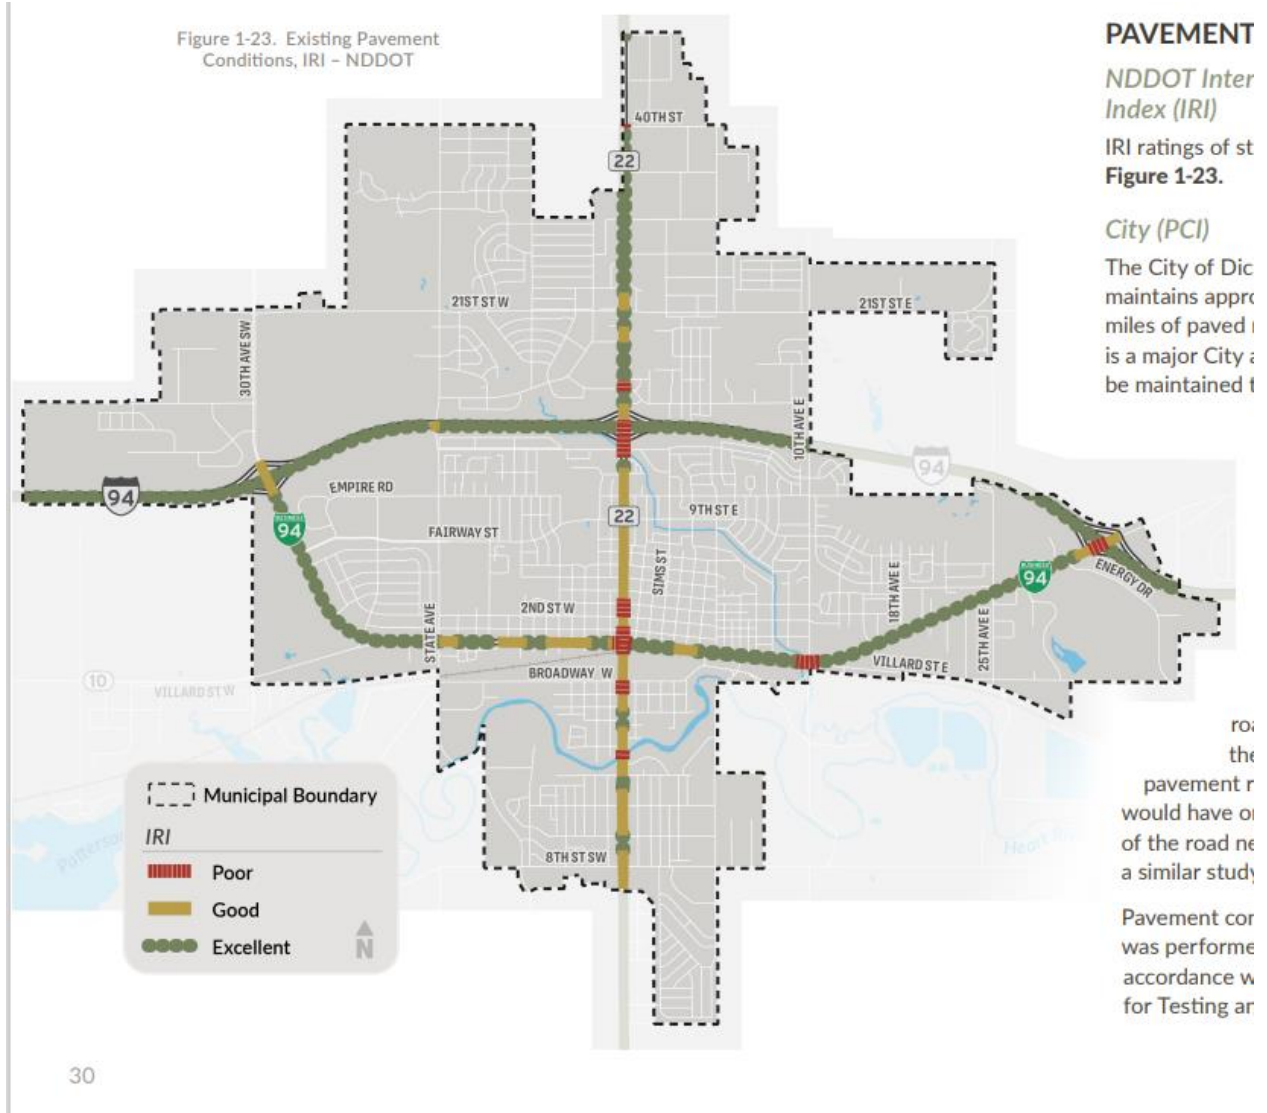 Figure 1-23. Existing Pavement
Conditions, IRI – NDDOT
40TH ST
22
21ST ST W
21ST ST E
30TH AVE SW
10TH AVE E
94
94
EMPIRE RD
94
FAIRWAY ST
22
9TH ST E
SIMS ST
2ND ST W
STATE AVE
18TH AVE E
94
ENERGY DR
25TH AVE E
VILLARD ST E
BROADWAY W
10
VILLARD ST W
8TH ST SW
Municipal Boundary
IRI
Poor
Good
Excellent
N
30
PAVEMENT
NDDOT Inter
Index (IRI)
IRI ratings of st
Figure 1-23.
City (PCI)
The City of Dic
maintains appro
miles of paved
is a major City
be maintained t
roa
the
pavement r
would have or
of the road ne
a similar study
Pavement cor
was performe
accordance w
for Testing an